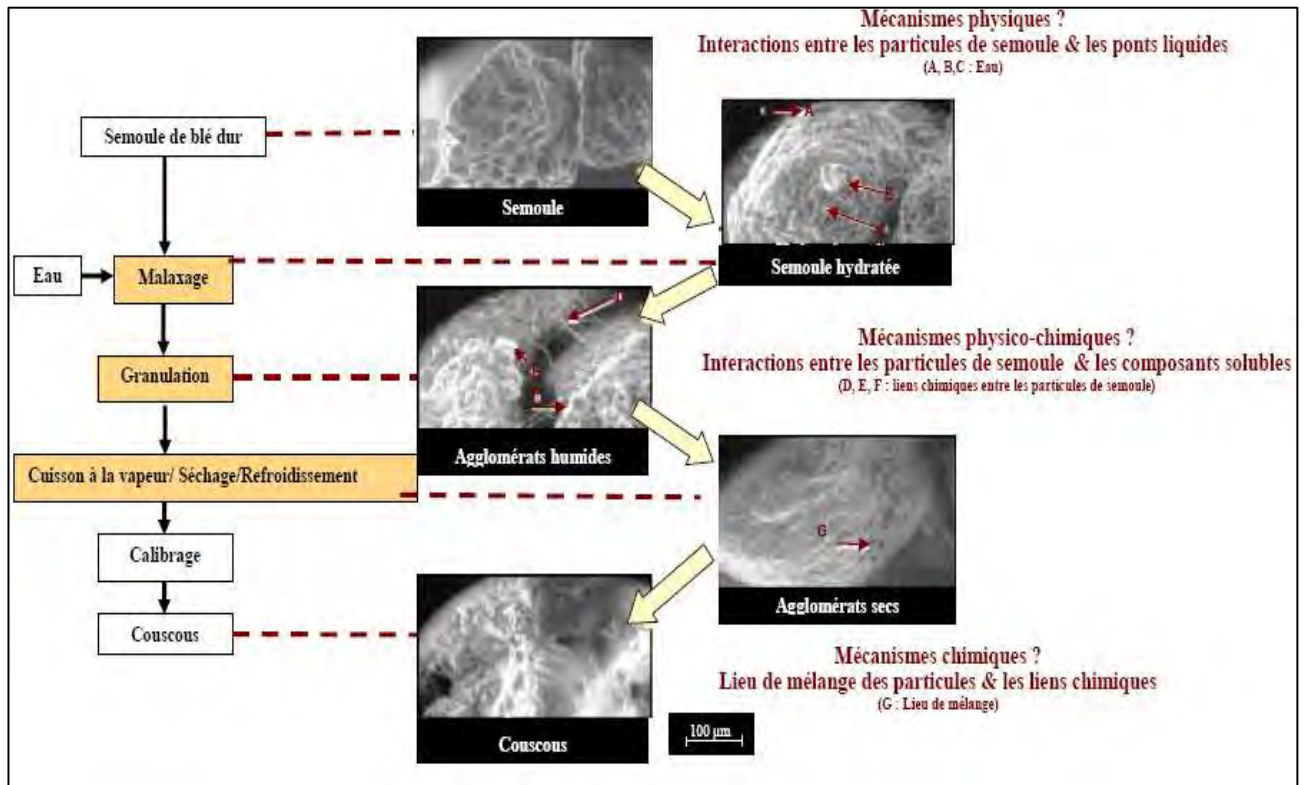 Mécanismes physiques ?
Interactions entre les particules de semoule & les ponts liquides
(A, B,C : Eau)
Semoule de blé dur
Semoule
A
B
Eau
Malaxage
Semoule hydratée
Granulation
Mécanismes physico-chimiques ?
Interactions entre les particules de semoule & les composants solubles
(D, E, F : liens chimiques entre les particules de semoule)
Agglomérats humides
Cuisson à la vapeur/ Séchage/Refroidissement
G
Calibrage
Agglomérats secs
Couscous
Mécanismes chimiques ?
Lieu de mélange des particules & les liens chimiques
(G : Lieu de mélange)
Couscous
100 µm